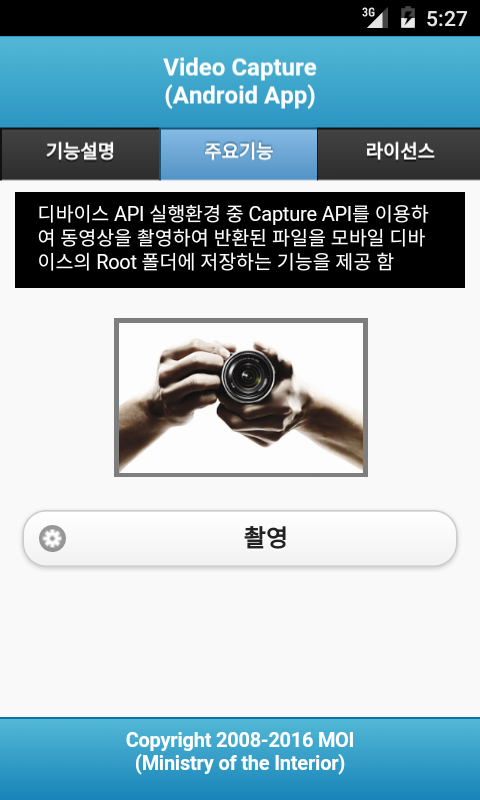 3G 5:27
Video Capture
(Android App)
기능설명 주요기능 라이선스
디바이스 API 실행환경 중 Capture API를 이용하
여 동영상을 촬영하여 반환된 파일을 모바일 디바
이스의 Root 폴더에 저장하는 기능을 제공 함
촬영
Copyright 2008-2016 MOI
(Ministry of the Interior)